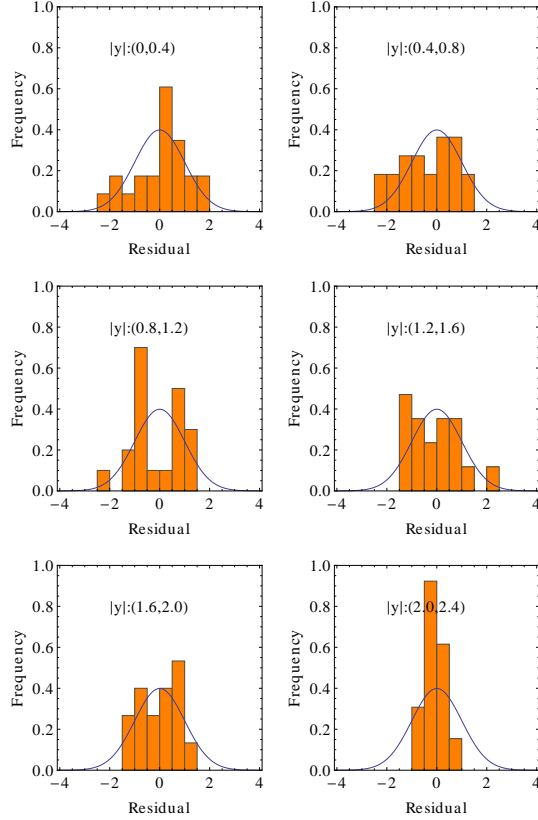 |y|:(0,0.4)
Frequency
1.0
0.8
0.6
0.4
0.2
0.0
−4 −2 0 2 4
Residual
|y|:(0.4,0.8)
Frequency
1.0
0.8
0.6
0.4
0.2
0.0
−4 −2 0 2 4
Residual
|y|:(0.8,1.2)
Frequency
1.0
0.8
0.6
0.4
0.2
0.0
−4 −2 0 2 4
Residual
|y|:(1.2,1.6)
Frequency
1.0
0.8
0.6
0.4
0.2
0.0
−4 −2 0 2 4
Residual
|y|:(1.6,2.0)
Frequency
1.0
0.8
0.6
0.4
0.2
0.0
−4 −2 0 2 4
Residual
|y|:(2.0,2.4)
Frequency
1.0
0.8
0.6
0.4
0.2
0.0
−4 −2 0 2 4
Residual